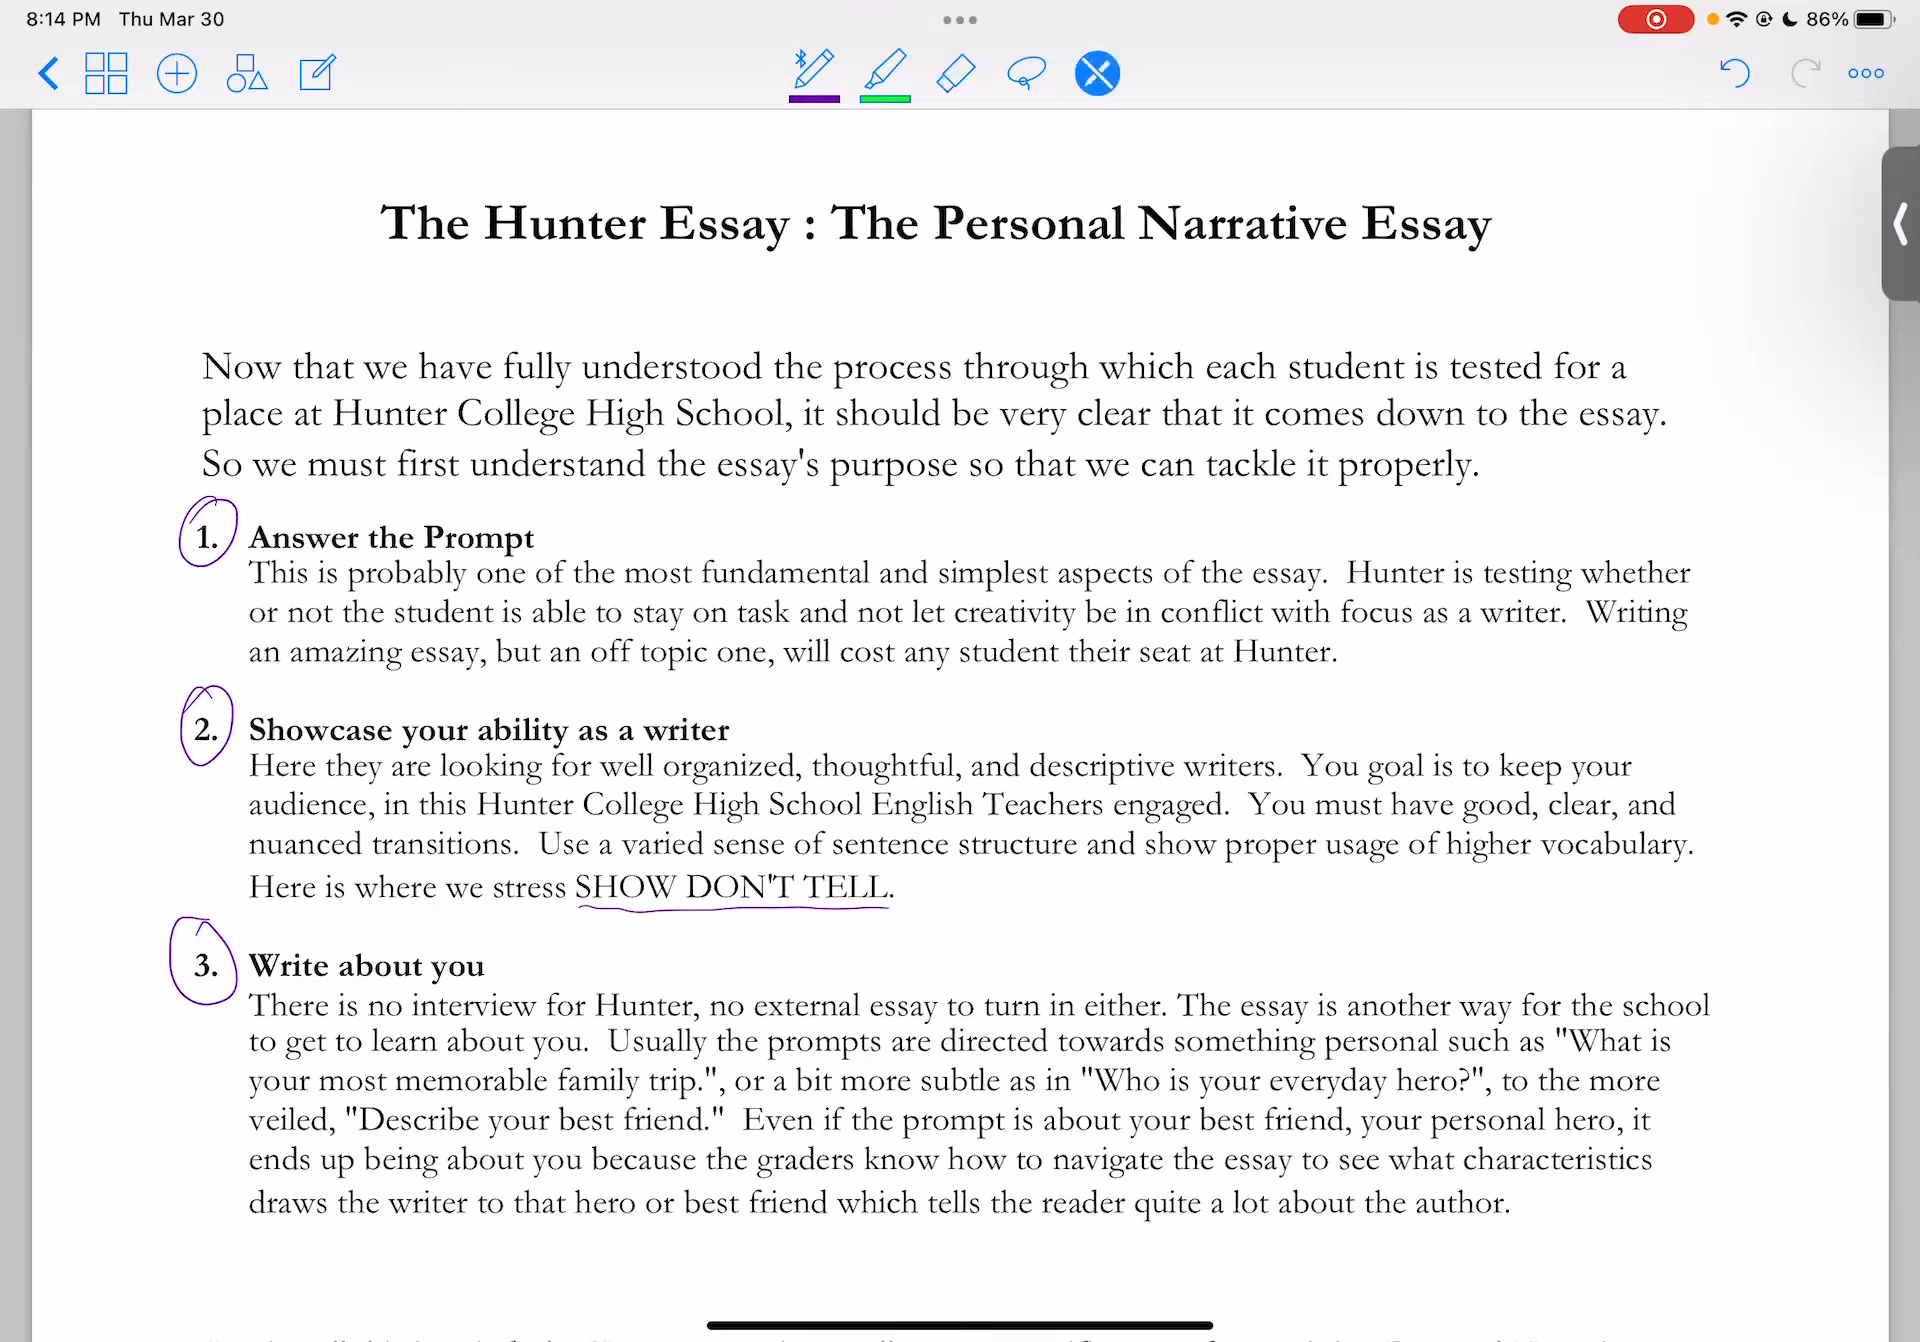 8:14 PM Thu Mar 30
86%
The Hunter Essay : The Personal Narrative Essay
Now that we have fully understood the process through which each student is tested for a
place at Hunter College High School, it should be very clear that it comes down to the essay.
So we must first understand the essay's purpose so that we can tackle it properly.
1. Answer the Prompt
This is probably one of the most fundamental and simplest aspects of the essay. Hunter is testing whether
or not the student is able to stay on task and not let creativity be in conflict with focus as a writer. Writing
an amazing essay, but an off topic one, will cost any student their seat at Hunter.
2. Showcase your ability as a writer
Here they are looking for well organized, thoughtful, and descriptive writers. You goal is to keep your
audience, in this Hunter College High School English Teachers engaged. You must have good, clear, and
nuanced transitions. Use a varied sense of sentence structure and show proper usage of higher vocabulary.
Here is where we stress SHOW DON'T TELL.
3. Write about you
There is no interview for Hunter, no external essay to turn in either. The essay is another way for the school
to get to learn about you. Usually the prompts are directed towards something personal such as "What is
your most memorable family trip.", or a bit more subtle as in "Who is your everyday hero?", to the more
veiled, "Describe your best friend." Even if the prompt is about your best friend, your personal hero, it
ends up being about you because the graders know how to navigate the essay to see what characteristics
draws the writer to that hero or best friend which tells the reader quite a lot about the author.